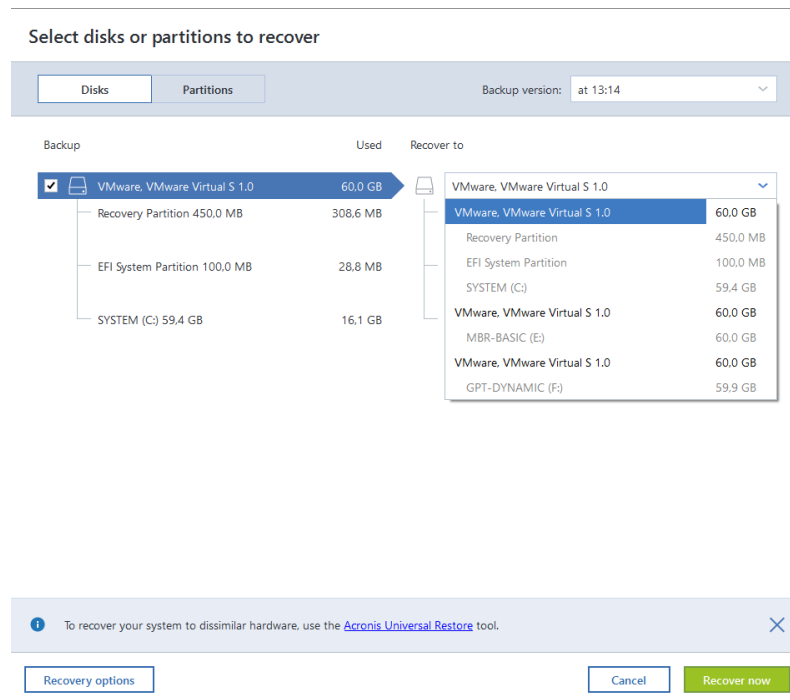 Select disks or partitions to recover
Disks Partitions Backup version: at 13:14
Backup Used Recover to
VMware, VMware Virtual S 1.0 60,0 GB VMware, VMware Virtual S 1.0
Recovery Partition 450,0 MB 308,6 MB VMware, VMware Virtual S 1.0 60,0 GB
Recovery Partition 450,0 MB
EFI System Partition 100,0 MB 28,8 MB EFI System Partition 100,0 MB
SYSTEM (C:) 59,4 GB
VMware, VMware Virtual S 1.0 60,0 GB
SYSTEM (C:) 59,4 GB 16,1 GB
MBR-BASIC (E:) 60,0 GB
VMware, VMware Virtual S 1.0 60,0 GB
GPT-DYNAMIC (F:) 59,9 GB
To recover your system to dissimilar hardware, use the Acronis Universal Restore tool.
Recovery options Cancel Recover now